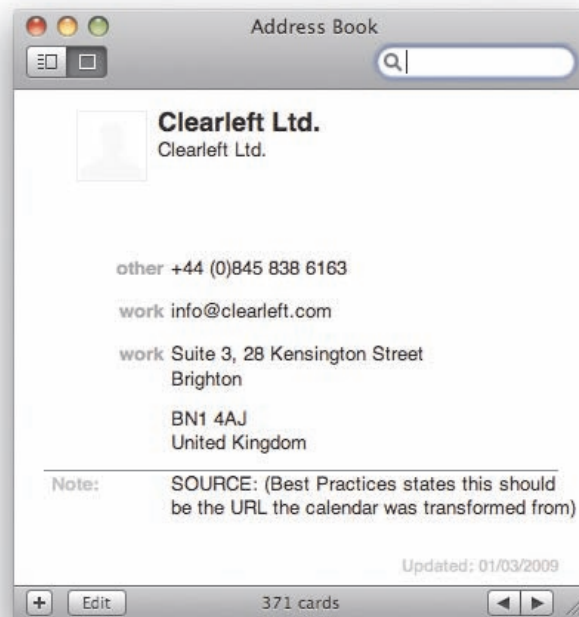 Address Book
Clearleft Ltd.
Clearleft Ltd.
other +44 (0)845 838 6163
work info@clearleft.com
work Suite 3, 28 Kensington Street
Brighton
BN1 4AJ
United Kingdom
Note: SOURCE: (Best Practices states this should
be the URL the calendar was transformed from)
Updated: 01/03/2009
Edit 371 cards